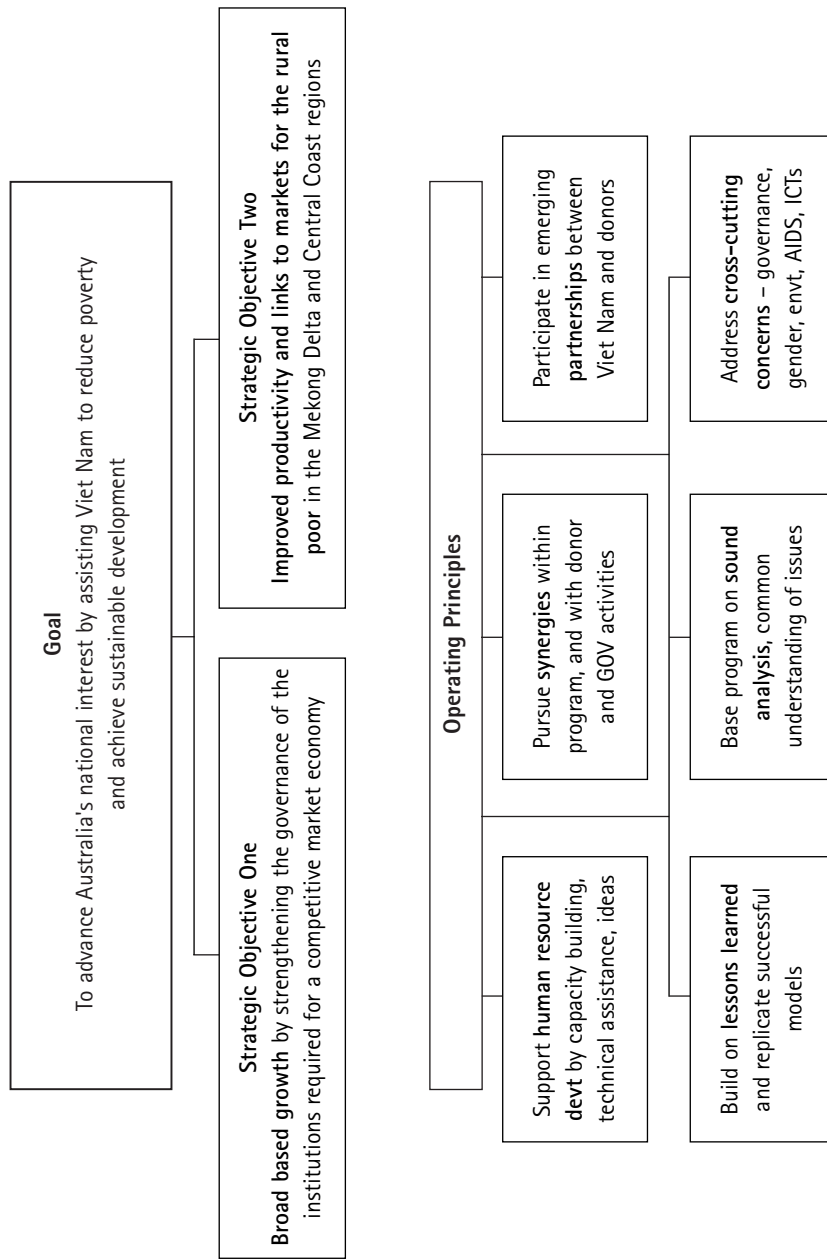 Goal
To advance Australia's national interest by assisting Viet Nam to reduce poverty
and achieve sustainable development
Strategic Objective One
Broad based growth by strengthening the governance of the
institutions required for a competitive market economy
Strategic Objective Two
Improved productivity and links to markets for the rural
poor in the Mekong Delta and Central Coast regions
Operating Principles
Support human resource
devt by capacity building,
technical assistance, ideas
Pursue synergies within
program, and with donor
and GOV activities
Participate in emerging
partnerships between
Viet Nam and donors
Build on lessons learned
and replicate successful
models
Base program on sound
analysis, common
understanding of issues
Address cross-cutting
concerns – governance,
gender, envt, AIDS, ICTs